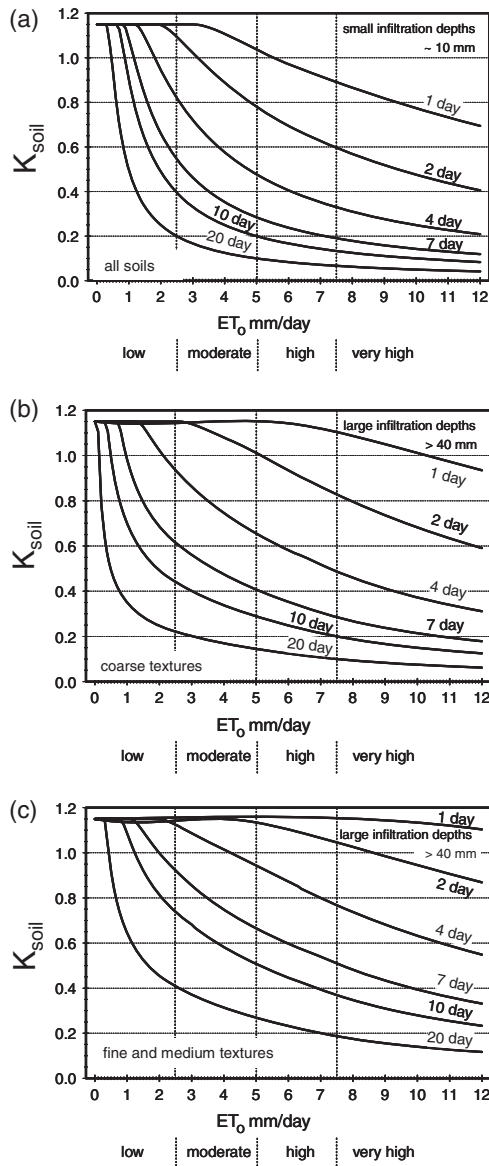 (a)
1.2
1.0
0.8
0.6
0.4
0.2
0.0
K_soil
small infiltration depths
~ 10 mm
1 day
2 day
4 day
7 day
10 day
20 day
all soils
0 1 2 3 4 5 6 7 8 9 10 11 12
ET_o mm/day
low moderate high very high
(b)
1.2
1.0
0.8
0.6
0.4
0.2
0.0
K_soil
large infiltration depths
> 40 mm
1 day
2 day
4 day
7 day
10 day
20 day
coarse textures
0 1 2 3 4 5 6 7 8 9 10 11 12
ET_o mm/day
low moderate high very high
(c)
1.2
1.0
0.8
0.6
0.4
0.2
0.0
K_soil
1 day
large infiltration depths
> 40 mm
2 day
4 day
7 day
10 day
20 day
fine and medium textures
0 1 2 3 4 5 6 7 8 9 10 11 12
ET_o mm/day
low moderate high very high